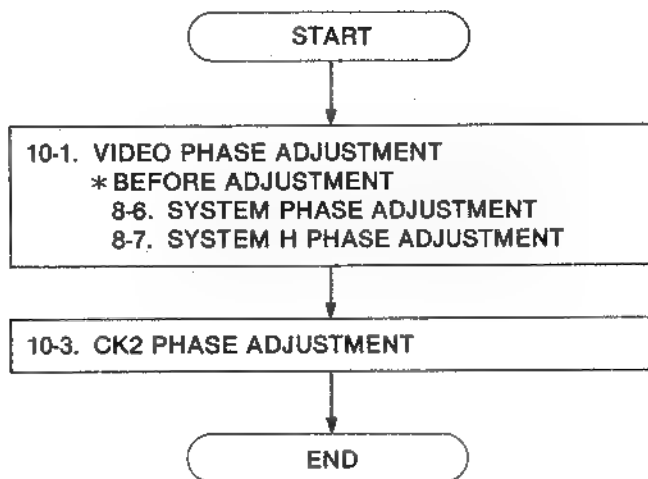 START
10-1. VIDEO PHASE ADJUSTMENT
* BEFORE ADJUSTMENT
8-6. SYSTEM PHASE ADJUSTMENT
8-7. SYSTEM H PHASE ADJUSTMENT
10-3. CK2 PHASE ADJUSTMENT
END